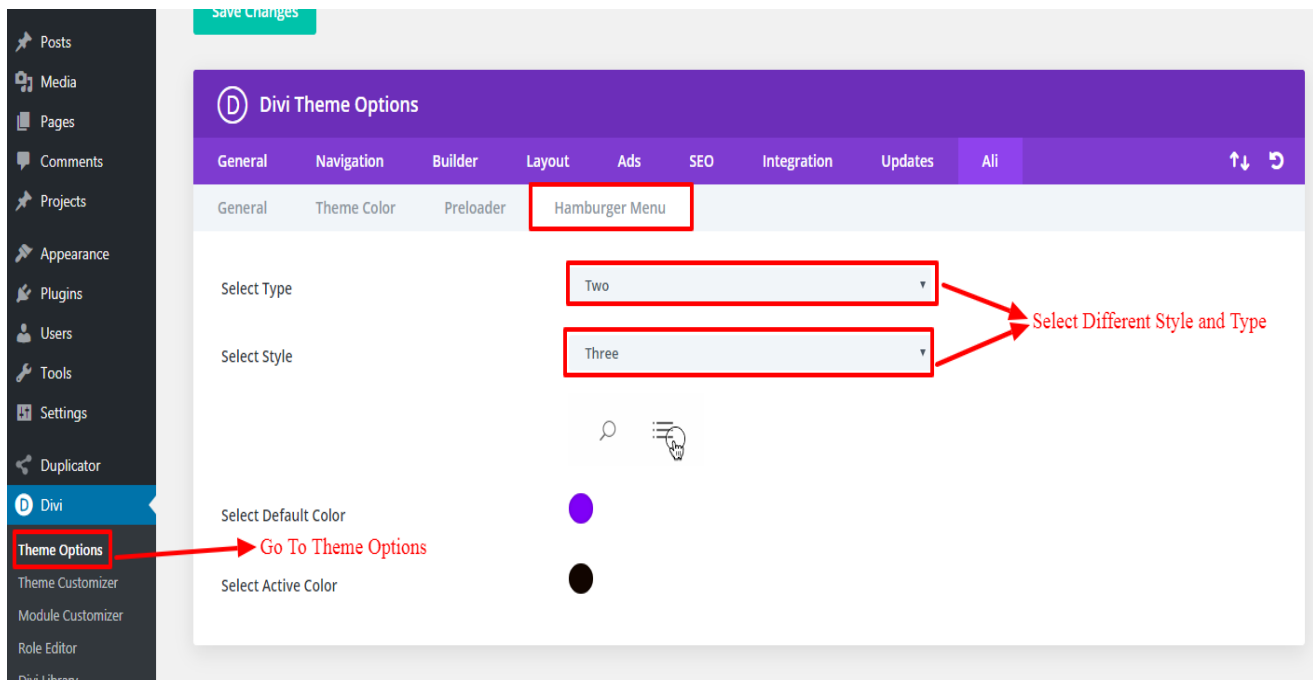 Save Changes
Posts
Media
Pages
Comments
Projects
Appearance
Plugins
Users
Tools
Settings
Duplicator
D Divi
Theme Options
Theme Customizer
Module Customizer
Role Editor
Divi Library
D Divi Theme Options
General Navigation Builder Layout Ads SEO Integration Updates Ali
General Theme Color Preloader Hamburger Menu
Select Type Two
Select Different Style and Type
Select Style Three
Select Default Color
Go To Theme Options
Select Active Color